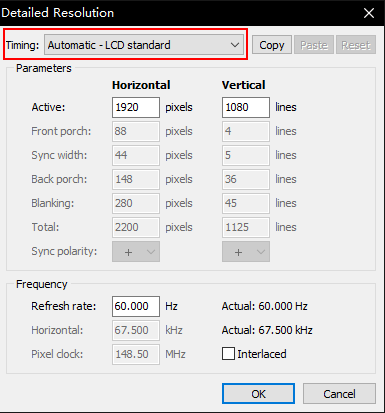 Detailed Resolution
Timing: Automatic - LCD standard Copy Paste Reset
Parameters
Horizontal Vertical
Active: 1920 pixels 1080 lines
Front porch: 88 pixels 4 lines
Sync width: 44 pixels 5 lines
Back porch: 148 pixels 36 lines
Blanking: 280 pixels 45 lines
Total: 2200 pixels 1125 lines
Sync polarity: + +
Frequency
Refresh rate: 60.000 Hz Actual: 60.000 Hz
Horizontal: 67.500 kHz Actual: 67.500 kHz
Pixel clock: 148.50 MHz Interlaced
OK Cancel